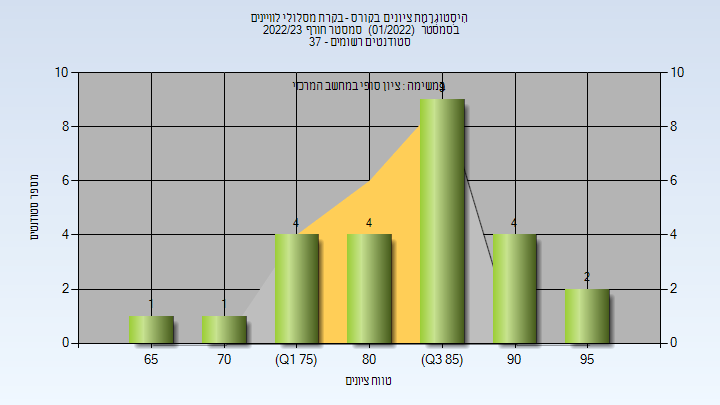 היסטוגרמת ציונים בקורס - בקרת מסלולי לוויינים
בסמסטר (01/2022) סמסטר חורף 2022/23
סטודנטים רשומים - 37
מטימה : ציון סופי במחשב המרכזי
10 10
8 8
6 6
4 4
2 2
0 0
1 1 4 4 9 4 2
מספר סטודנטים
65 70 (Q1 75) 80 (Q3 85) 90 95
טווח ציונים